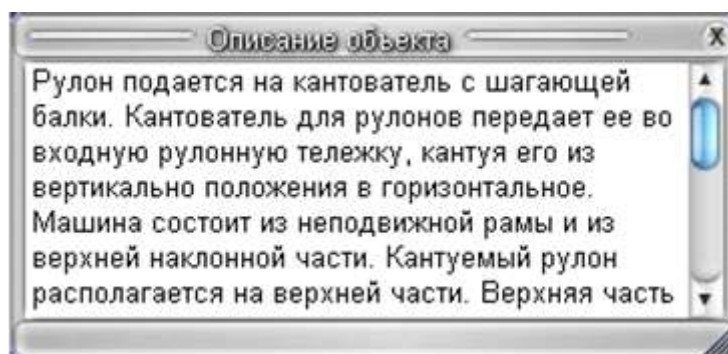 Описание объекта
X
Рулон подается на кантователь с шагающей
балки. Кантователь для рулонов передает ее во
входную рулонную тележку, кантуя его из
вертикально положения в горизонтальное.
Машина состоит из неподвижной рамы и из
верхней наклонной части. Кантуемый рулон
располагается на верхней части. Верхняя часть